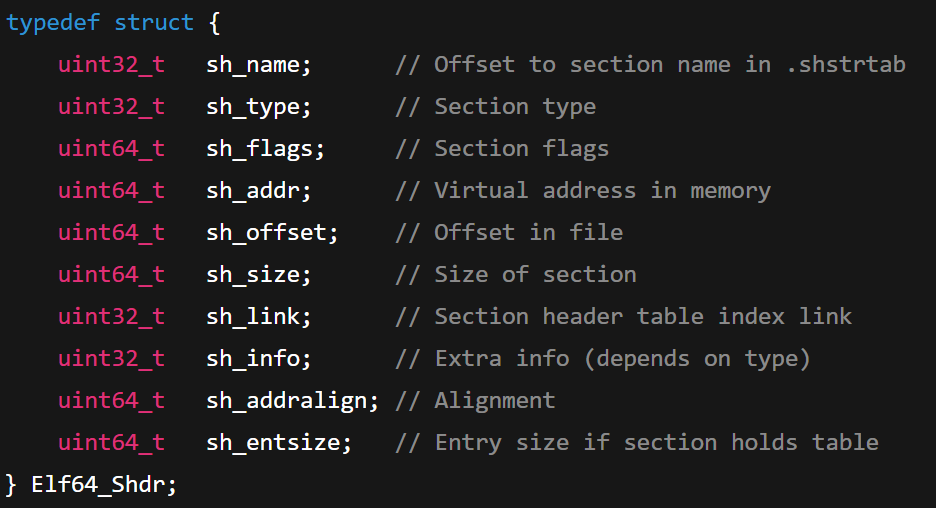 typedef struct {
    uint32_t   sh_name;      // Offset to section name in .shstrtab
    uint32_t   sh_type;      // Section type
    uint64_t   sh_flags;     // Section flags
    uint64_t   sh_addr;      // Virtual address in memory
    uint64_t   sh_offset;    // Offset in file
    uint64_t   sh_size;      // Size of section
    uint32_t   sh_link;      // Section header table index link
    uint32_t   sh_info;      // Extra info (depends on type)
    uint64_t   sh_addralign; // Alignment
    uint64_t   sh_entsize;   // Entry size if section holds table
} Elf64_Shdr;